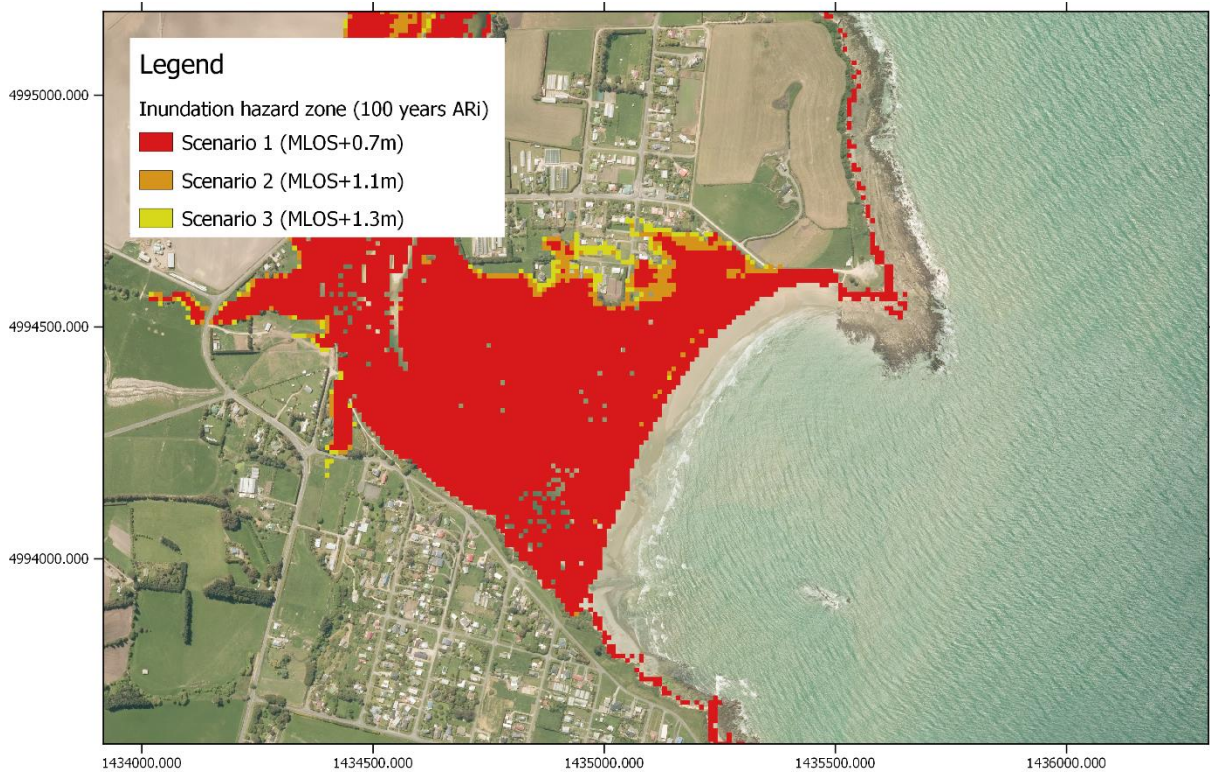 Legend
Inundation hazard zone (100 years ARi)
Scenario 1 (MLOS+0.7m)
Scenario 2 (MLOS+1.1m)
Scenario 3 (MLOS+1.3m)
4995000.000
4994500.000
4994000.000
1434000.000
1434500.000
1435000.000
1435500.000
1436000.000